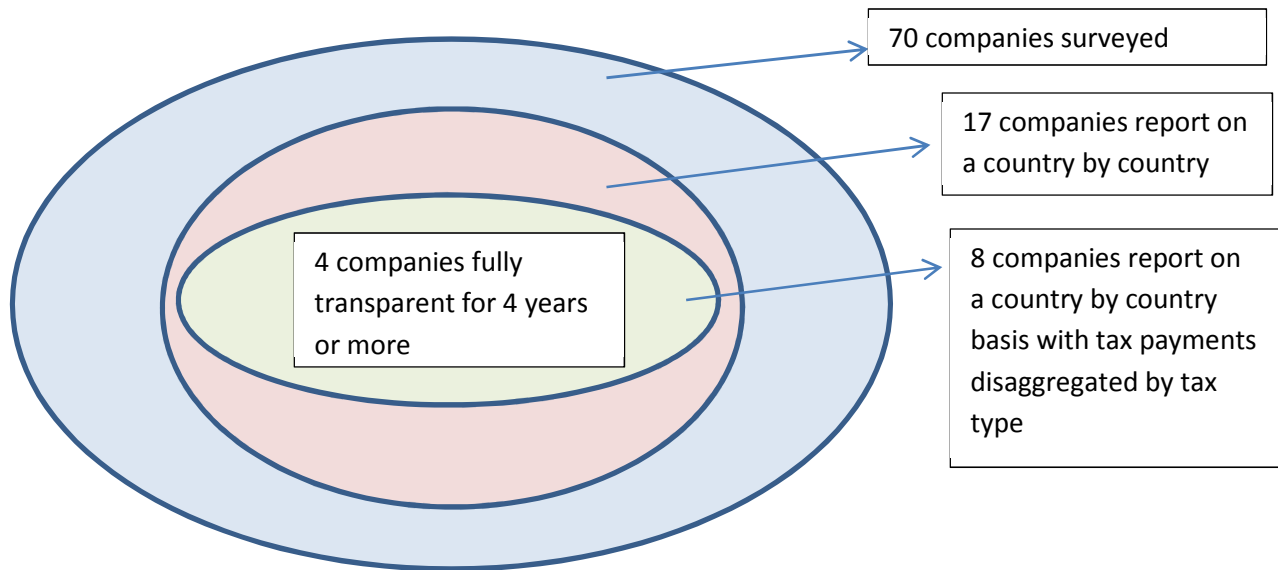 70 companies surveyed
17 companies report on
a country by country
4 companies fully
transparent for 4 years
or more
8 companies report on
a country by country
basis with tax payments
disaggregated by tax
type